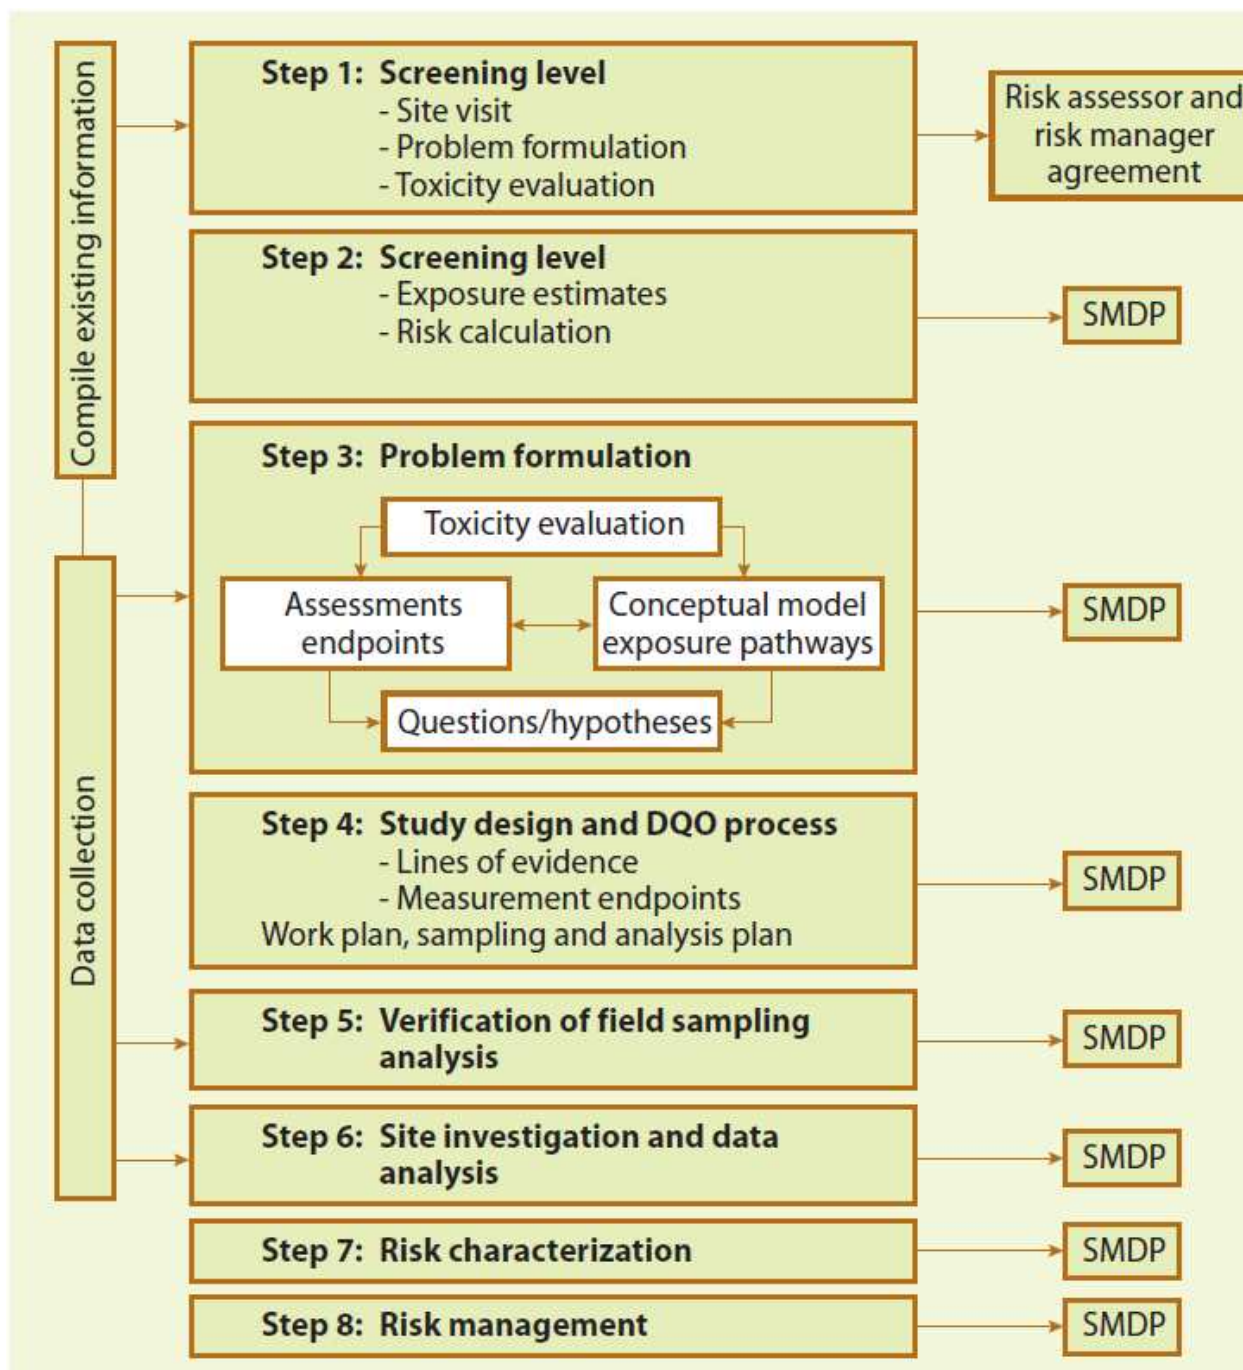 Compile existing information
Step 1: Screening level
- Site visit
- Problem formulation
- Toxicity evaluation
Risk assessor and
risk manager
agreement
Step 2: Screening level
- Exposure estimates
- Risk calculation
SMDP
Data collection
Step 3: Problem formulation
Toxicity evaluation
Assessments
endpoints
Conceptual model
exposure pathways
Questions/hypotheses
SMDP
Step 4: Study design and DQO process
- Lines of evidence
- Measurement endpoints
Work plan, sampling and analysis plan
SMDP
Step 5: Verification of field sampling
analysis
SMDP
Step 6: Site investigation and data
analysis
SMDP
Step 7: Risk characterization
SMDP
Step 8: Risk management
SMDP